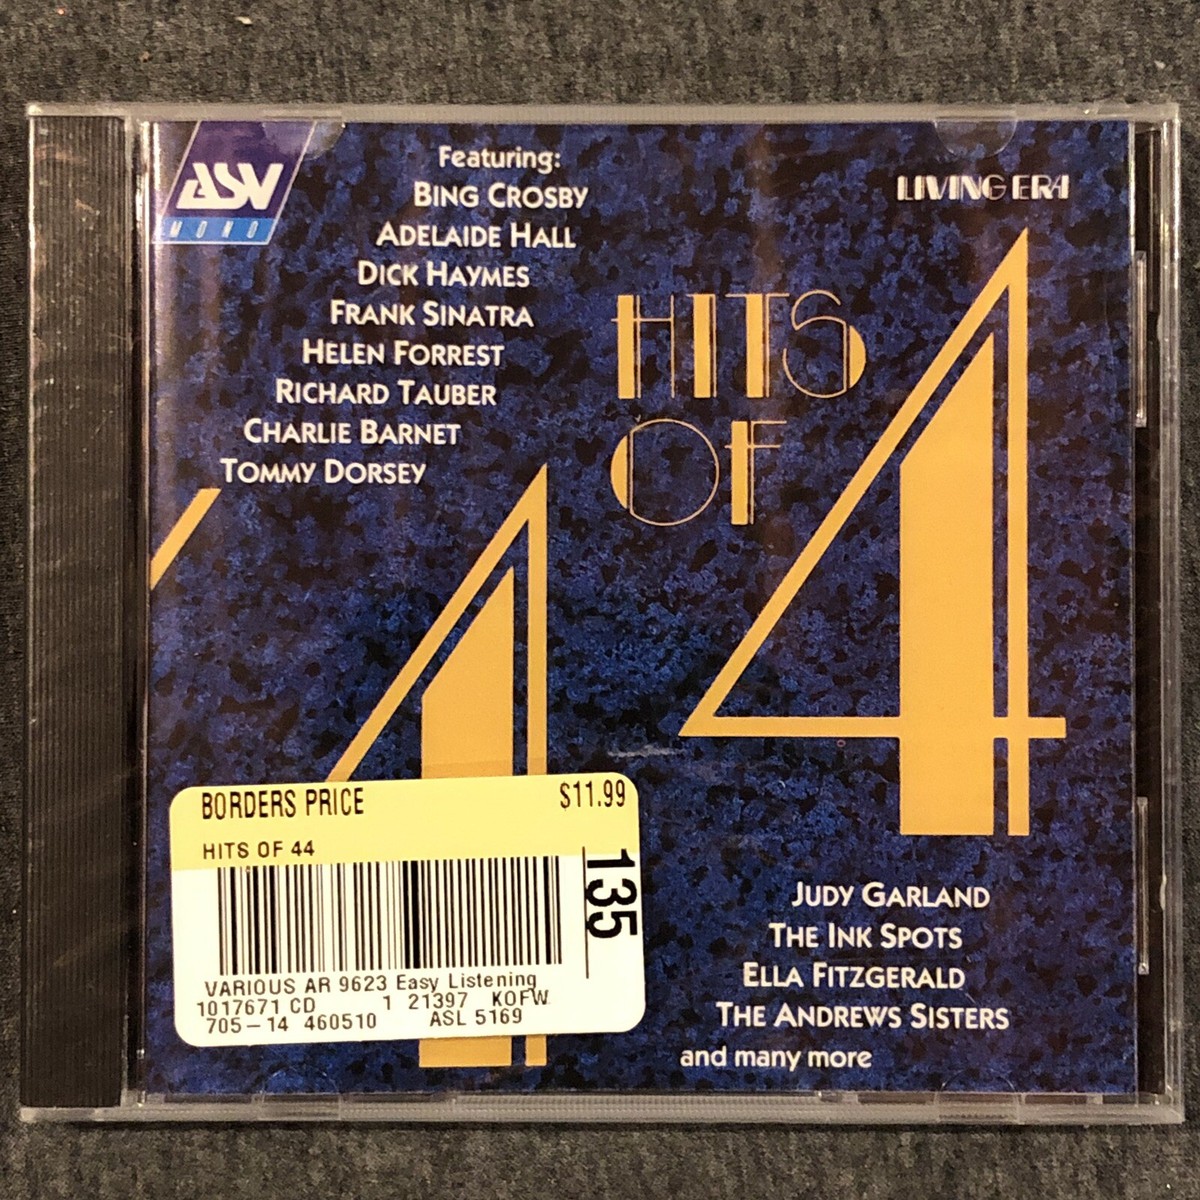 ASV
MONO
Featuring:
BING CROSBY
ADELAIDE HALL
DICK HAYMES
FRANK SINATRA
HELEN FORREST
RICHARD TAUBER
CHARLIE BARNET
TOMMY DORSEY
LIVING ERA
HITS
OF
'44
BORDERS PRICE $11.99
HITS OF 44
135
VARIOUS AR 9623 Easy Listening
1017671 CD 1 21397 KOFW
705-14 460510 ASL 5169
JUDY GARLAND
THE INK SPOTS
ELLA FITZGERALD
THE ANDREWS SISTERS
and many more